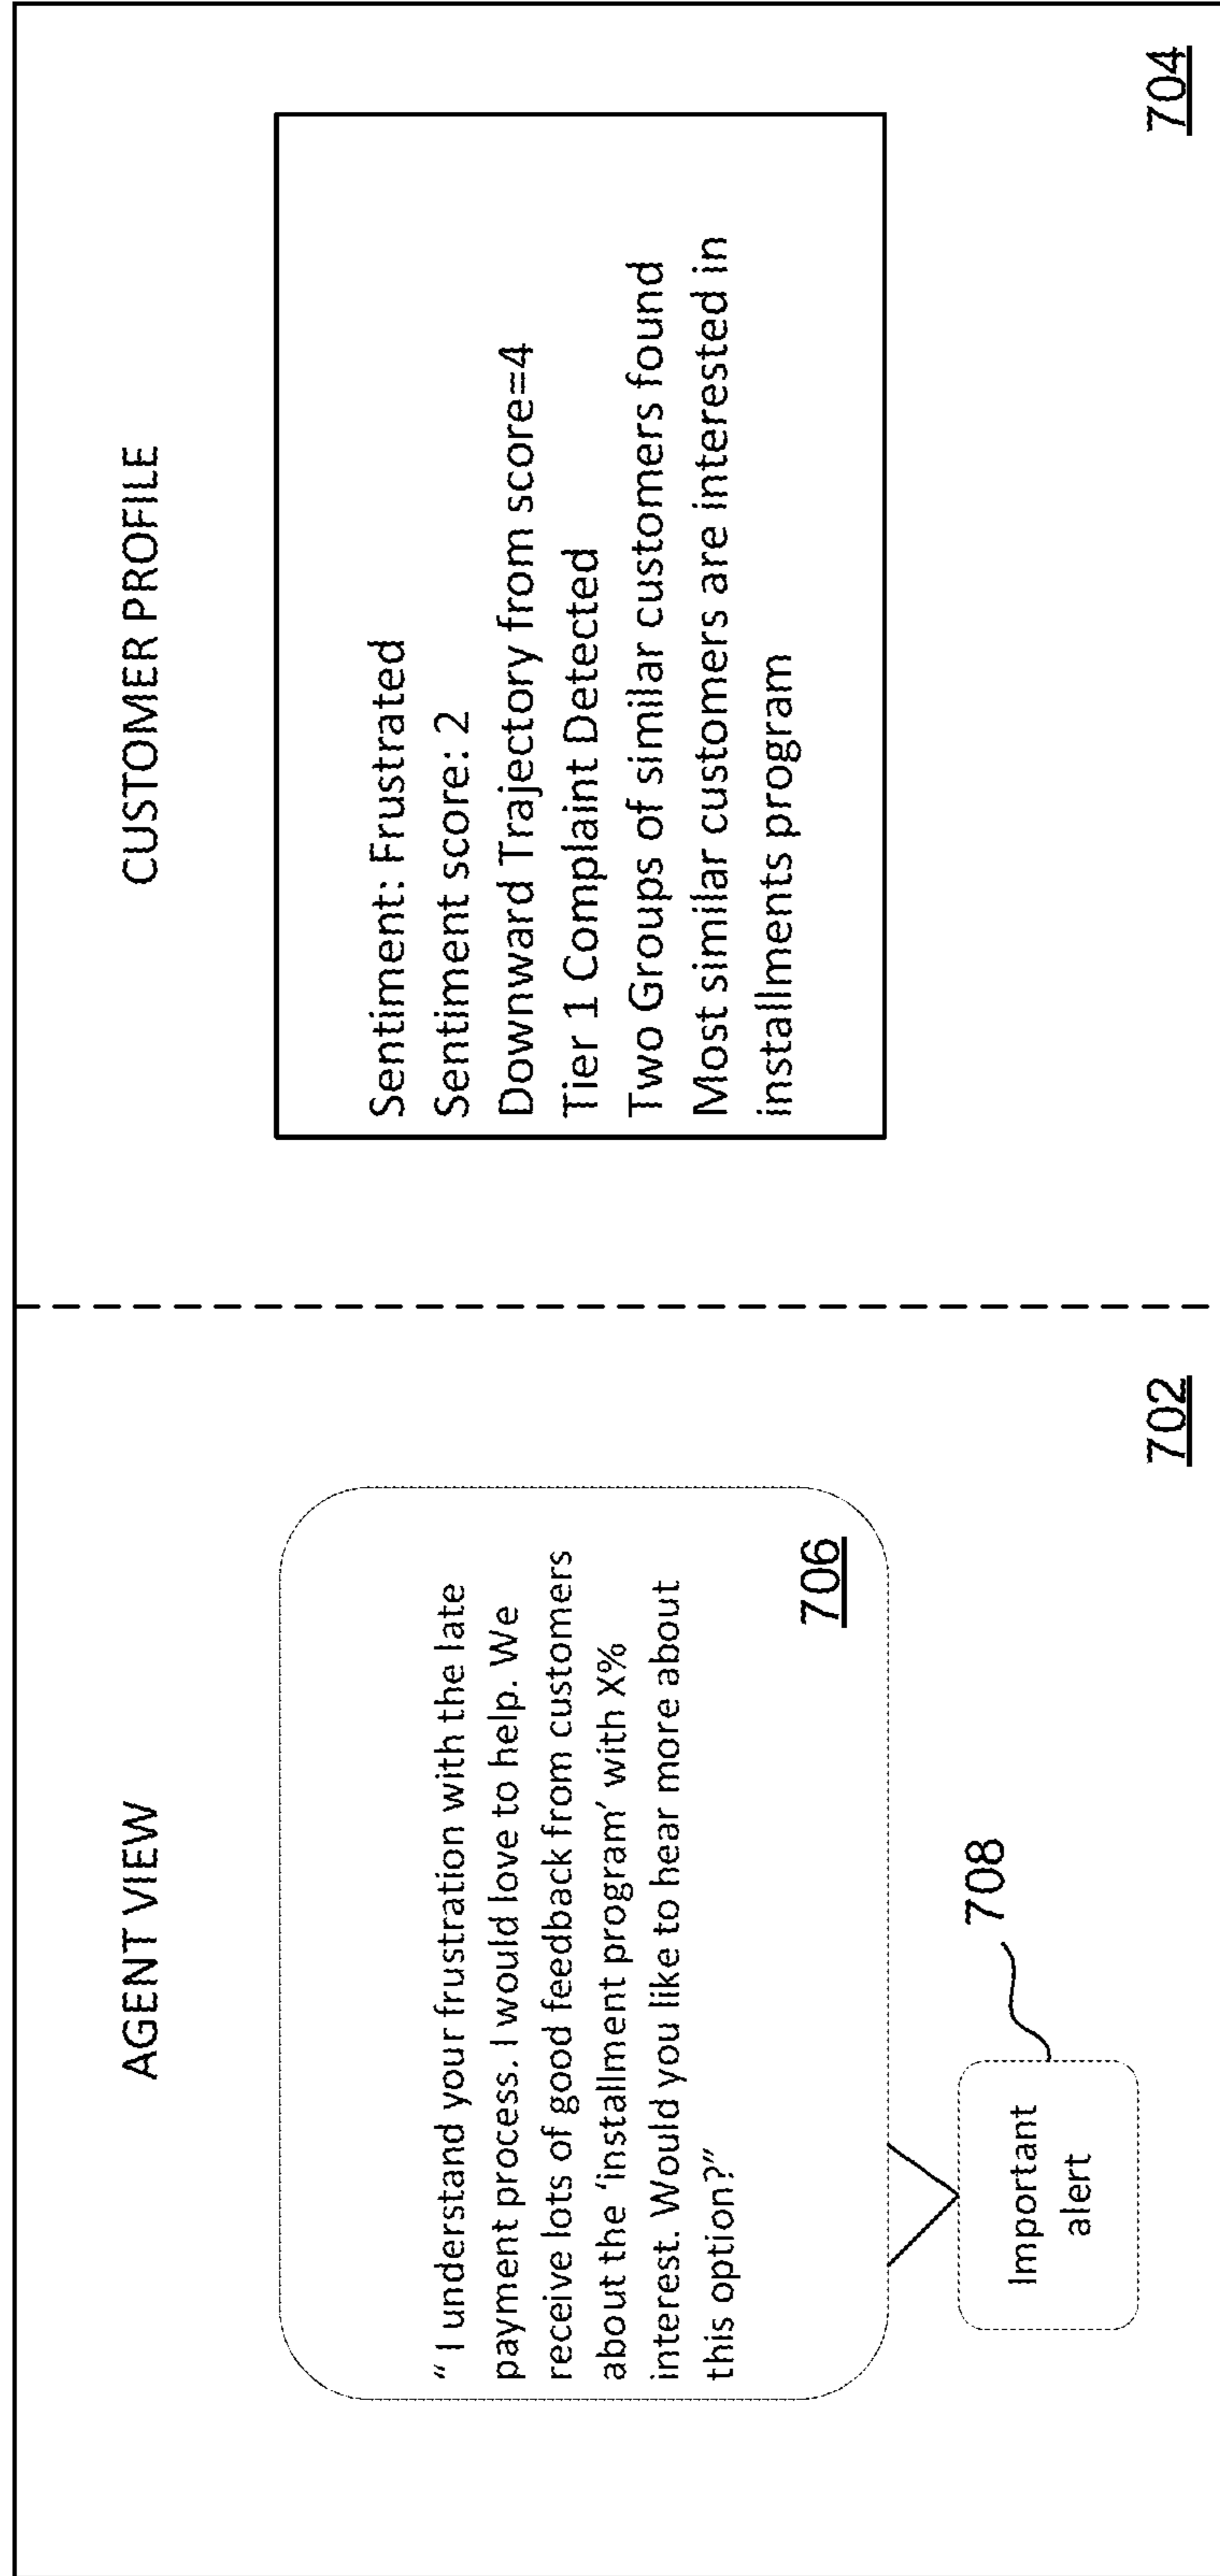 AGENT VIEW
“ I understand your frustration with the late
payment process. I would love to help. We
receive lots of good feedback from customers
about the ‘installment program’ with X%
interest. Would you like to hear more about
this option?”
706
Important
alert
708
702
CUSTOMER PROFILE
Sentiment: Frustrated
Sentiment score: 2
Downward Trajectory from score=4
Tier 1 Complaint Detected
Two Groups of similar customers found
Most similar customers are interested in
installments program
704